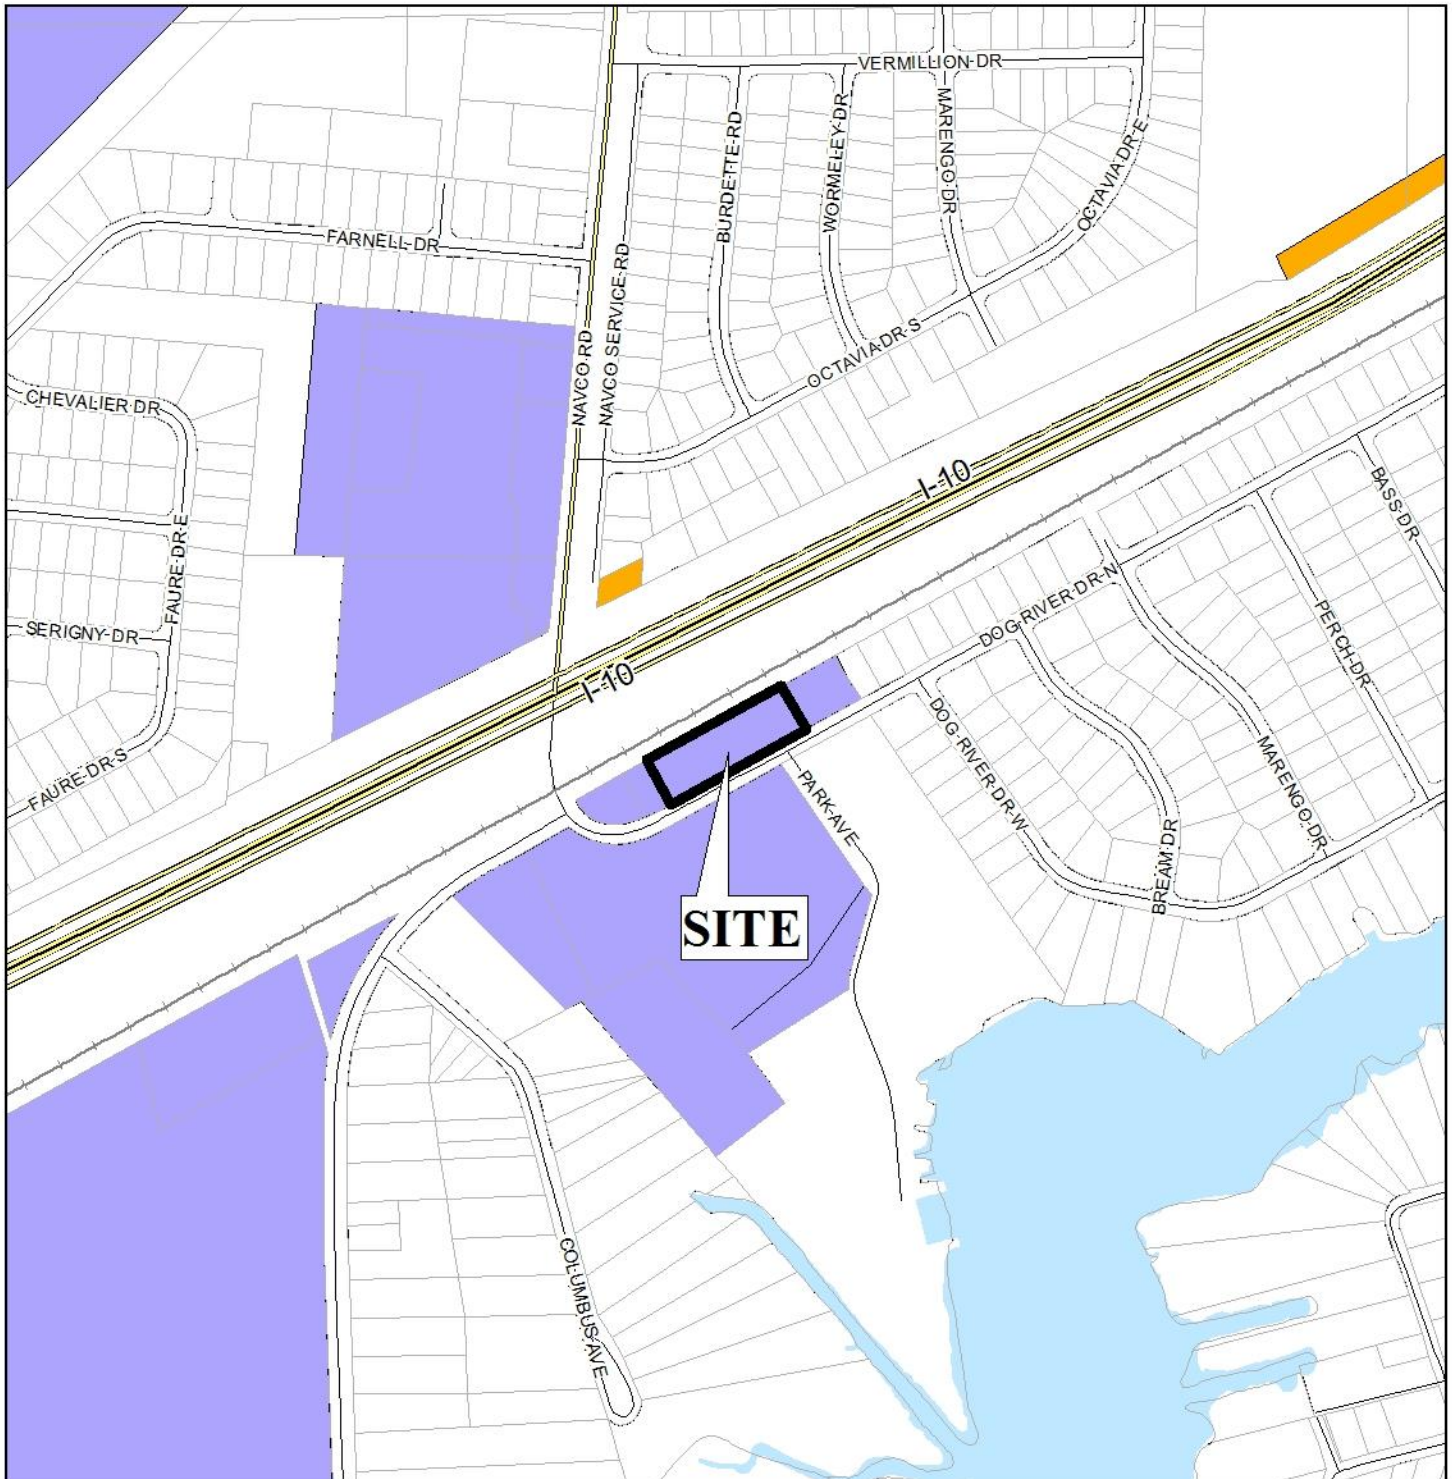 VERMILLION DR
BURDETTE RD
WORMELEY DR
MARENGO DR
OCTAVIA DR E
FARNELL DR
NAVCO RD
NAVCO SERVICE RD
OCTAVIA DR S
CHEVALIER DR
FAURE DR E
SERIGNY DR
FAURE DR S
I-10
I-10
BASS DR
PERCH DR
DOG RIVER DR N
DOG RIVER DR W
MARENGO DR
BREAM DR
PARK AVE
SITE
COLUMBUS AVE